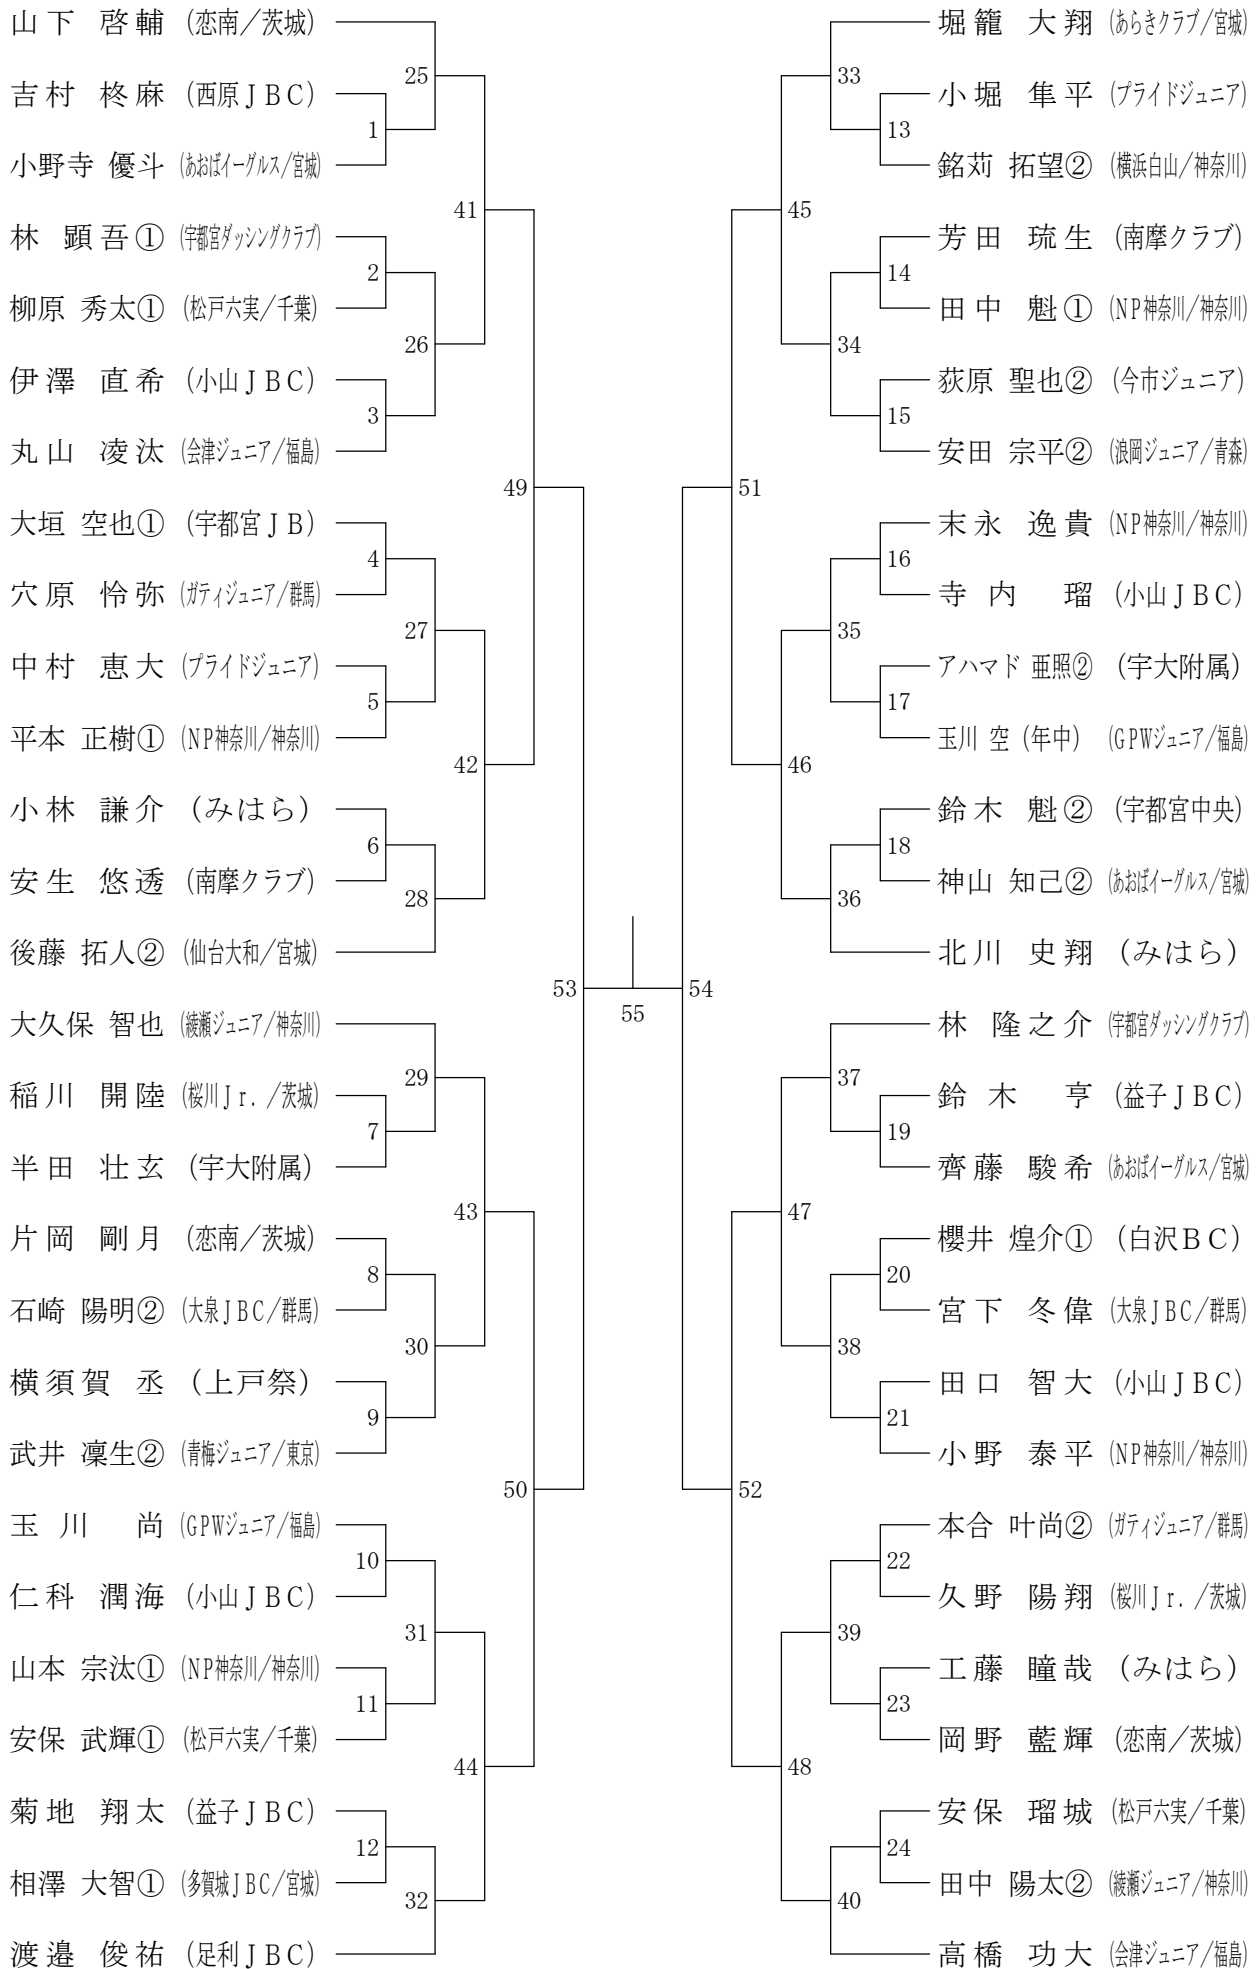 山下 啓輔 (恋南／茨城)
25
吉村 柊麻 (西原ＪＢＣ)
1
小野寺 優斗 (あおばイーグルス／宮城)
41
林 顕吾① (宇都宮ダッシングクラブ)
2
柳原 秀太① (松戸六実／千葉)
26
伊澤 直希 (小山ＪＢＣ)
3
丸山 凌汰 (会津ジュニア／福島)
49
大垣 空也① (宇都宮ＪＢ)
4
穴原 怜弥 (ガティジュニア／群馬)
27
中村 恵大 (プライドジュニア)
5
平本 正樹① (NP神奈川／神奈川)
42
小林 謙介 (みはら)
6
安生 悠透 (南摩クラブ)
28
後藤 拓人② (仙台大和／宮城)
53
大久保 智也 (綾瀬ジュニア／神奈川)
29
稲川 開陸 (桜川Ｊｒ．／茨城)
7
半田 壮玄 (宇大附属)
43
片岡 剛月 (恋南／茨城)
8
石崎 陽明② (大泉ＪＢＣ／群馬)
30
横須賀 丞 (上戸祭)
9
武井 凜生② (青梅ジュニア／東京)
50
玉川 尚 (GPWジュニア／福島)
10
仁科 潤海 (小山ＪＢＣ)
31
山本 宗汰① (NP神奈川／神奈川)
11
安保 武輝① (松戸六実／千葉)
44
菊地 翔太 (益子ＪＢＣ)
12
相澤 大智① (多賀城ＪＢＣ／宮城)
32
渡邉 俊祐 (足利ＪＢＣ)
55
堀籠 大翔 (あらきクラブ／宮城)
33
小堀 隼平 (プライドジュニア)
13
銘苅 拓望② (横浜白山／神奈川)
45
芳田 琉生 (南摩クラブ)
14
田中 魁① (NP神奈川／神奈川)
34
荻原 聖也② (今市ジュニア)
15
安田 宗平② (浪岡ジュニア／青森)
51
末永 逸貴 (NP神奈川／神奈川)
16
寺内 瑠 (小山ＪＢＣ)
35
アハマド 亜照② (宇大附属)
17
玉川 空 (年中) (GPWジュニア／福島)
46
鈴木 魁② (宇都宮中央)
18
神山 知己② (あおばイーグルス／宮城)
36
北川 史翔 (みはら)
54
林 隆之介 (宇都宮ダッシングクラブ)
37
鈴木 亨 (益子ＪＢＣ)
19
齊藤 駿希 (あおばイーグルス／宮城)
47
櫻井 煌介① (白沢ＢＣ)
20
宮下 冬偉 (大泉ＪＢＣ／群馬)
38
田口 智大 (小山ＪＢＣ)
21
小野 泰平 (NP神奈川／神奈川)
52
本合 叶尚② (ガティジュニア／群馬)
22
久野 陽翔 (桜川Ｊｒ．／茨城)
39
工藤 瞳哉 (みはら)
23
岡野 藍輝 (恋南／茨城)
48
安保 瑠城 (松戸六実／千葉)
24
田中 陽太② (綾瀬ジュニア／神奈川)
40
高橋 功大 (会津ジュニア／福島)